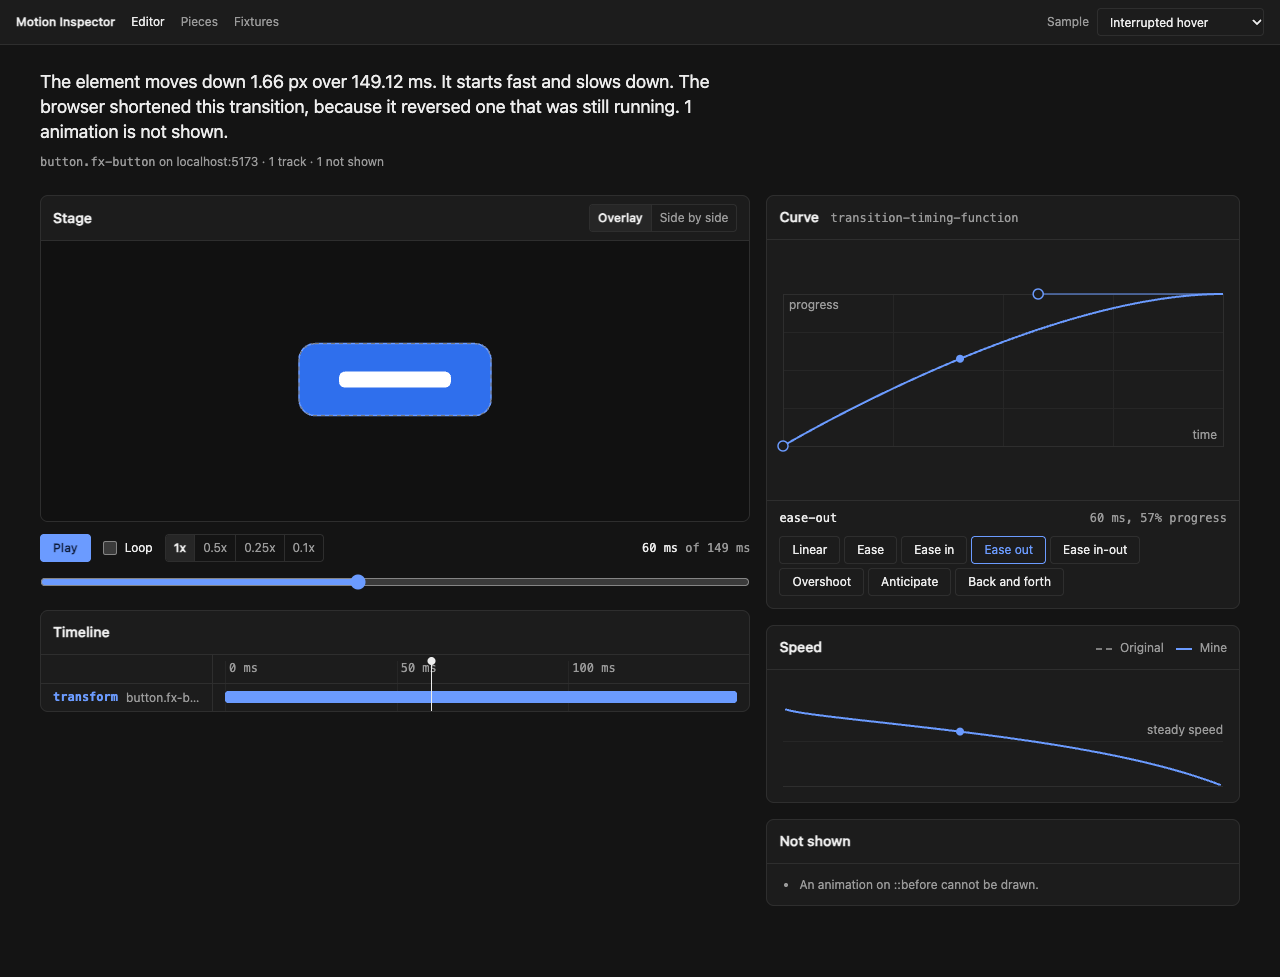 Motion Inspector Editor Pieces Fixtures Sample Interrupted hover
The element moves down 1.66 px over 149.12 ms. It starts fast and slows down. The
browser shortened this transition, because it reversed one that was still running. 1
animation is not shown.
button.fx-button on localhost:5173 · 1 track · 1 not shown
Stage Overlay Side by side
Play Loop 1x 0.5x 0.25x 0.1x 60 ms of 149 ms
Timeline
0 ms 50 ms 100 ms
transform button.fx-b...
Curve transition-timing-function
progress
time
ease-out 60 ms, 57% progress
Linear Ease Ease in Ease out Ease in-out
Overshoot Anticipate Back and forth
Speed Original Mine
steady speed
Not shown
• An animation on ::before cannot be drawn.